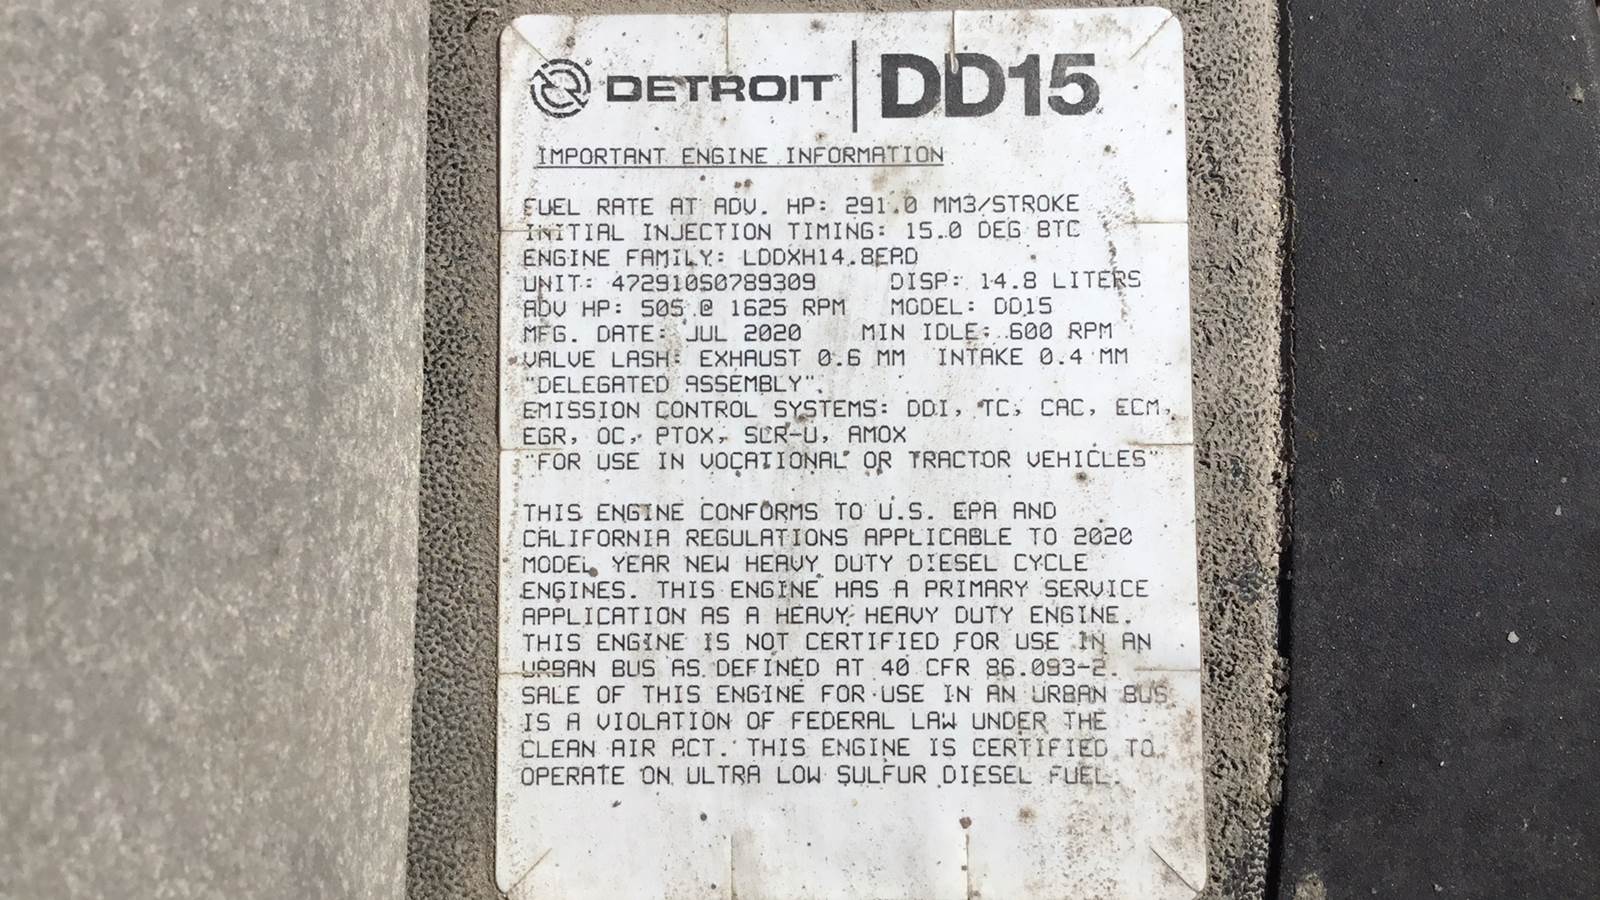 DETROIT DD15
IMPORTANT ENGINE INFORMATION
FUEL RATE AT ADV. HP: 291.0 MM3/STROKE
INITIAL INJECTION TIMING: 15.0 DEG BTC
ENGINE FAMILY: LDDXH14.8ERD
UNIT: 472910S0789309 DISP: 14.8 LITERS
ADV HP: 505 @ 1625 RPM MODEL: DD15
MFG. DATE: JUL 2020 MIN IDLE: 600 RPM
VALVE LASH: EXHAUST 0.6 MM INTAKE 0.4 MM
"DELEGATED ASSEMBLY"
EMISSION CONTROL SYSTEMS: DDI, TC, CAC, ECM,
EGR, OC, PTOX, SCR-U, AMOX
"FOR USE IN VOCATIONAL OR TRACTOR VEHICLES"
THIS ENGINE CONFORMS TO U.S. EPA AND
CALIFORNIA REGULATIONS APPLICABLE TO 2020
MODEL YEAR NEW HEAVY DUTY DIESEL CYCLE
ENGINES. THIS ENGINE HAS A PRIMARY SERVICE
APPLICATION AS A HEAVY HEAVY DUTY ENGINE.
THIS ENGINE IS NOT CERTIFIED FOR USE IN AN
URBAN BUS AS DEFINED AT 40 CFR 86.093-2.
SALE OF THIS ENGINE FOR USE IN AN URBAN BUS
IS A VIOLATION OF FEDERAL LAW UNDER THE
CLEAN AIR ACT. THIS ENGINE IS CERTIFIED TO
OPERATE ON ULTRA LOW SULFUR DIESEL FUEL.